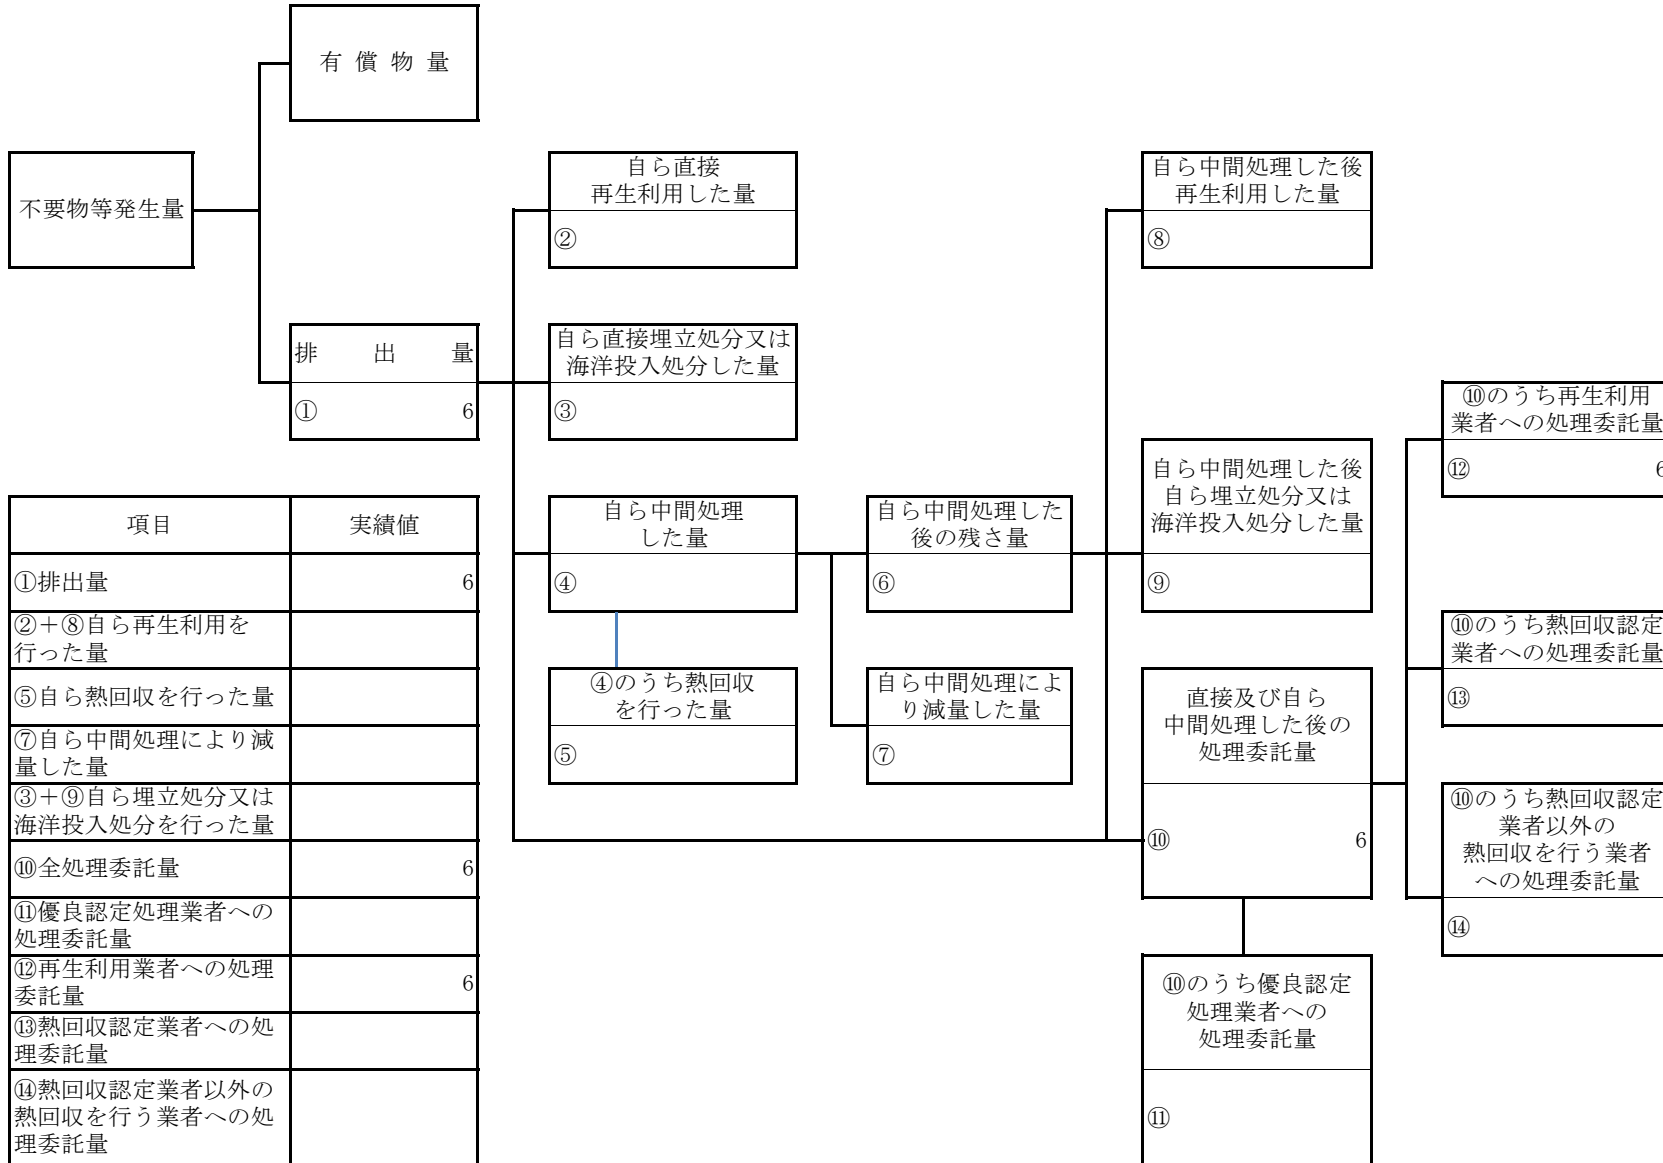 有償物量
不要物等発生量
自ら直接
再生利用した量
②
自ら中間処理した後
再生利用した量
⑧
排出量
① 6
自ら直接埋立処分又は
海洋投入処分した量
③
⑩のうち再生利用
業者への処理委託量
⑫ 6
自ら中間処理
した量
④
自ら中間処理した
後の残さ量
⑥
自ら中間処理した後
自ら埋立処分又は
海洋投入処分した量
⑨
④のうち熱回収
を行った量
⑤
自ら中間処理によ
り減量した量
⑦
直接及び自ら
中間処理した後の
処理委託量
⑩ 6
⑩のうち熱回収認定
業者への処理委託量
⑬
⑩のうち熱回収認定
業者以外の
熱回収を行う業者
への処理委託量
⑭
⑩のうち優良認定
処理業者への
処理委託量
⑪
項目 実績値
①排出量 6
②＋⑧自ら再生利用を
行った量
⑤自ら熱回収を行った量
⑦自ら中間処理により減
量した量
③＋⑨自ら埋立処分又は
海洋投入処分を行った量
⑩全処理委託量 6
⑪優良認定処理業者への
処理委託量
⑫再生利用業者への処理
委託量 6
⑬熱回収認定業者への処
理委託量
⑭熱回収認定業者以外の
熱回収を行う業者への処
理委託量